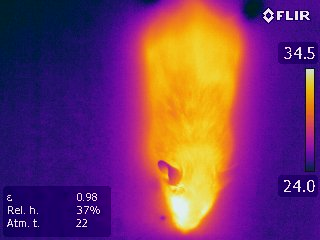 FLIR
34.5
24.0
ε 0.98
Rel. h. 37%
Atm. t. 22